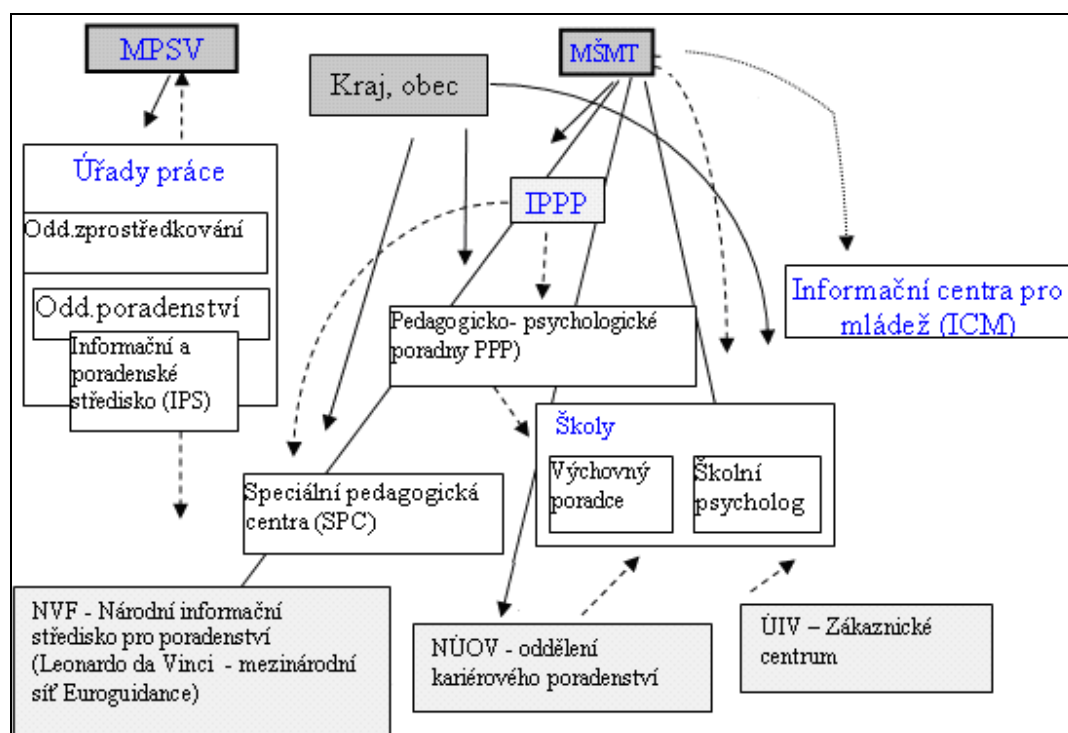 MPSV
MŠMT
Kraj, obec
Úřady práce
Odd.zprostředkování
Odd.poradenství
Informační a
poradenské
středisko (IPS)
IPPP
Informační centra pro
mládež (ICM)
Pedagogicko- psychologické
poradny PPP)
Školy
Výchovný
poradce
Školní
psycholog
Speciální pedagogická
centra (SPC)
NVF - Národní informační
středisko pro poradenství
(Leonardo da Vinci - mezinárodní
síť Euroguidance)
NÚOV - oddělení
kariérového poradenství
ÚIV – Zákaznické
centrum